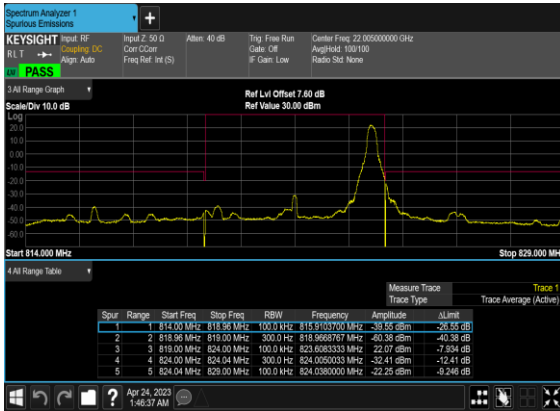 Spectrum Analyzer 1
Spurious Emissions
+
KEYSIGHT Input: RF Input Z: 50 Ω Atten: 40 dB Trig: Free Run Center Freq: 22.005000000 GHz
RLT Coupling: DC Corr CCorr Gate: Off Avg|Hold: 100/100
Align: Auto Freq Ref: Int (S) IF Gain: Low Radio Std: None
PASS
3 All Range Graph Ref Lvl Offset 7.60 dB
Scale/Div 10.0 dB Ref Value 30.00 dBm
Log
20.0
10.0
0.00
-10.0
-20.0
-30.0
-40.0
-50.0
-60.0
Start 814.000 MHz Stop 829.000 MH
4 All Range Table
Measure Trace Trace 1
Trace Type Trace Average (Active)
Spur Range Start Freq Stop Freq RBW Frequency Amplitude ΔLimit
1 1 814.00 MHz 818.96 MHz 100.0 kHz 815.9103700 MHz -39.55 dBm -26.55 dB
2 2 818.96 MHz 819.00 MHz 300.0 Hz 818.9668750 MHz -60.38 dBm -40.38 dB
3 3 819.00 MHz 824.00 MHz 100.0 kHz 823.6083333 MHz 22.07 dBm -7.934 dB
4 4 824.00 MHz 824.04 MHz 300.0 Hz 824.0050033 MHz -32.41 dBm -12.41 dB
5 5 824.04 MHz 829.00 MHz 100.0 kHz 824.0380000 MHz -22.25 dBm -9.246 dB
? Apr 24, 2023
1:46:37 AM